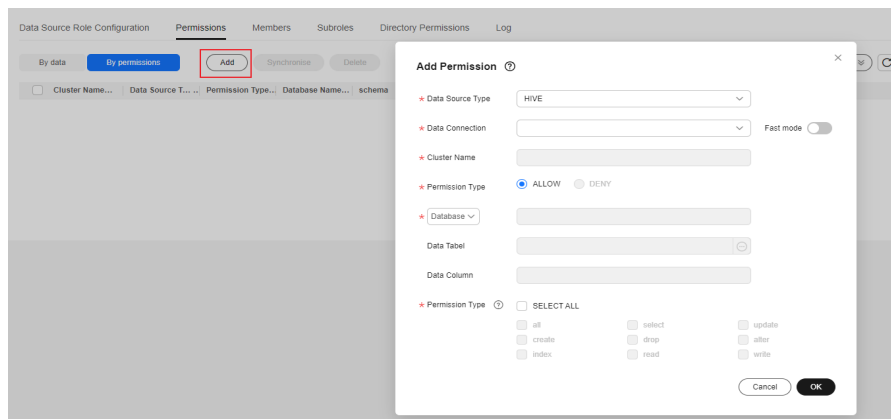 Data Source Role Configuration Permissions Members Subroles Directory Permissions Log
By data By permissions Add Synchronise Delete
Cluster Name... Data Source T... .. Permission Type... Database Name... schema
Add Permission
* Data Source Type HIVE
* Data Connection Fast mode
* Cluster Name
* Permission Type ALLOW DENY
* Database
Data Tabel
Data Column
* Permission Type SELECT ALL
all select update
create drop alter
index read write
Cancel OK